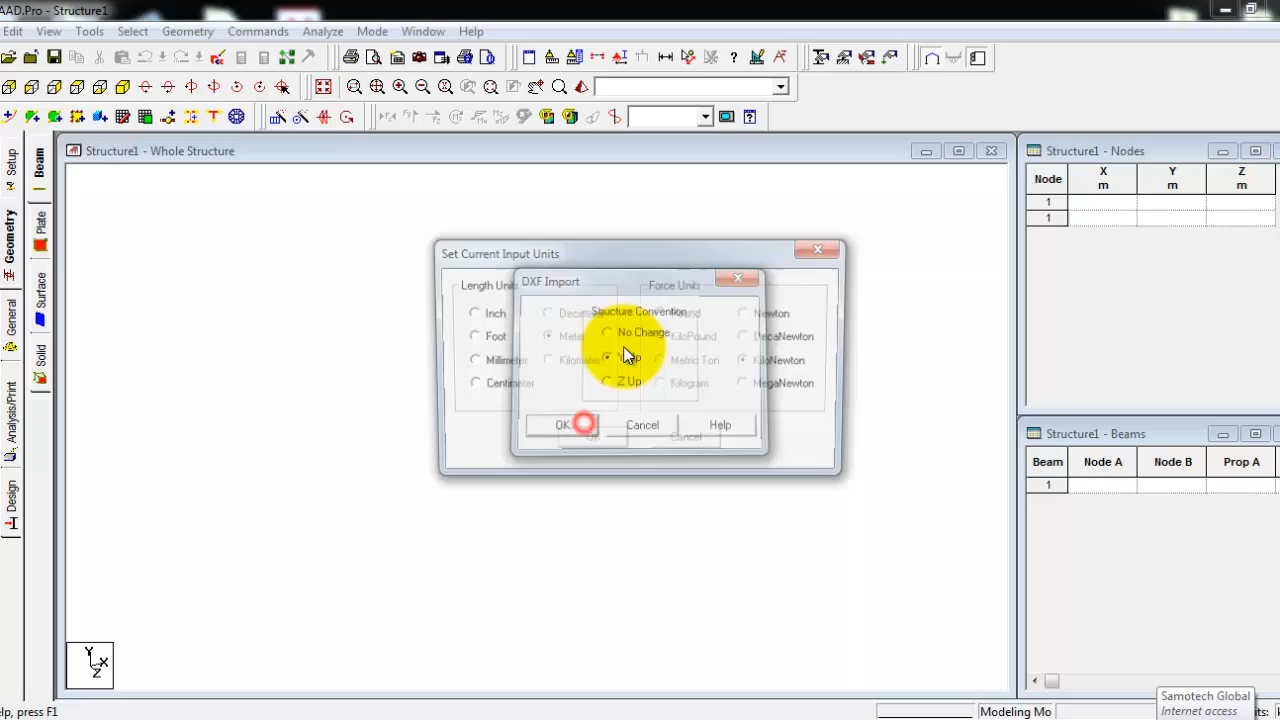 AAD.Pro - Structure1
Edit View Tools Select Geometry Commands Analyze Mode Window Help
Setup
Geometry
General
Analysis/Print
Design
Beam
Plate
Surface
Solid
Structure1 - Whole Structure
Set Current Input Units
Length Units
Inch
Foot
Millimeter
Centimeter
Force Units
Pound
KiloPound
Metric Ton
Kilogram
Newton
DecaNewton
KiloNewton
MegaNewton
DXF Import
Structure Convention
No Change
Z Up
OK Cancel Help
OK Cancel
Y
X
Z
Structure1 - Nodes
Node X m Y m Z m
1
1
Structure1 - Beams
Beam Node A Node B Prop A
1
Samotech Global
Internet access
lp, press F1
Modeling Mo